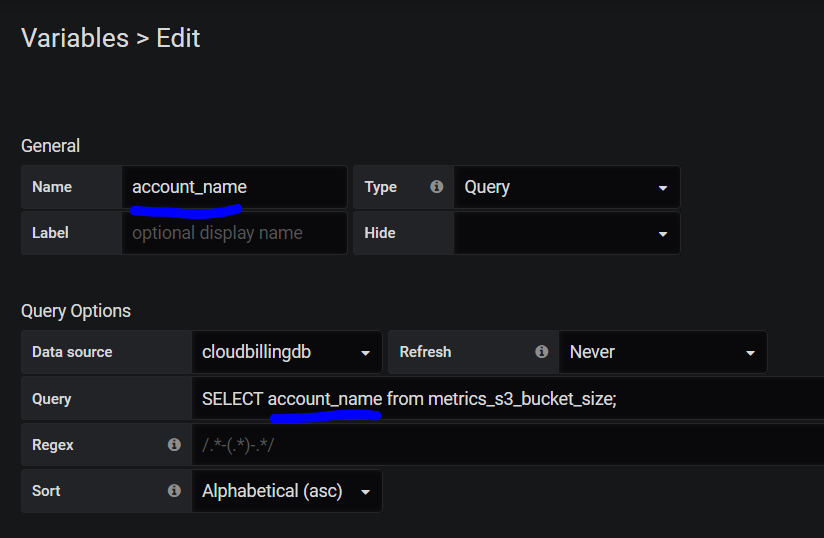 Variables > Edit
General
Name account_name Type Query
Label optional display name Hide
Query Options
Data source cloudbillingdb Refresh Never
Query SELECT account_name from metrics_s3_bucket_size;
Regex /.*-(.*)-.*/
Sort Alphabetical (asc)